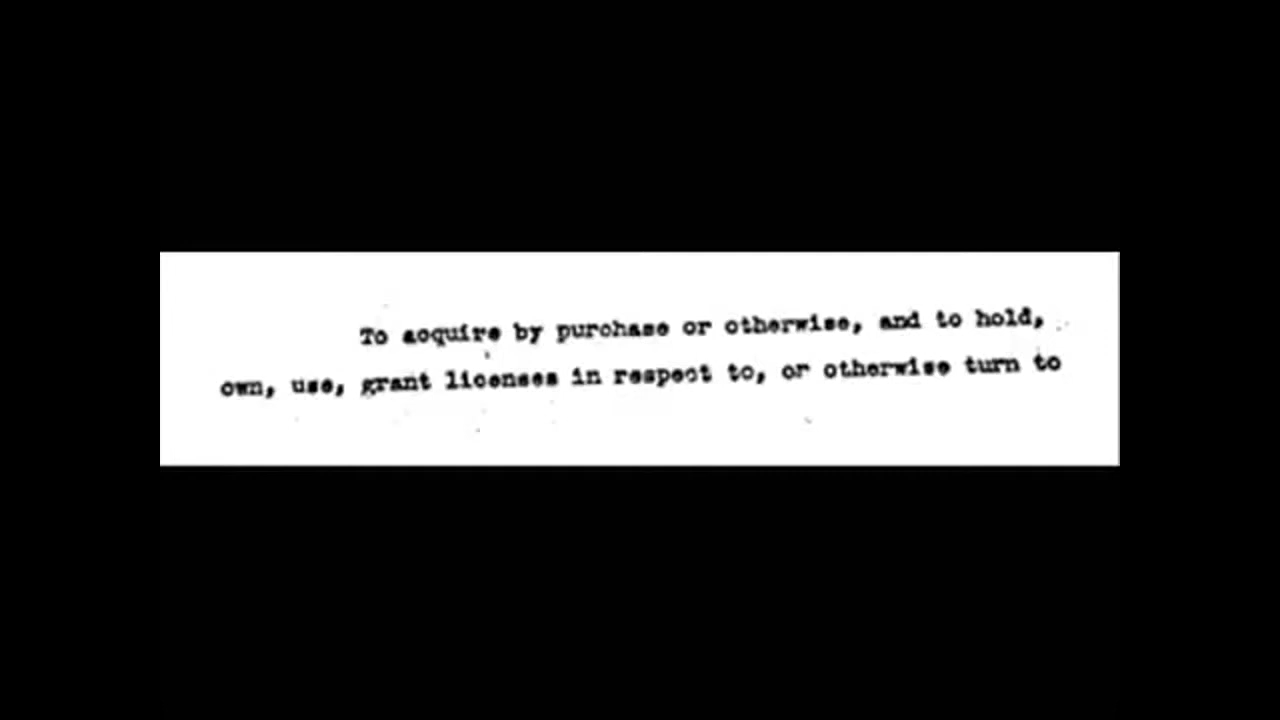 To acquire by purchase or otherwise, and to hold,
own, use, grant licenses in respect to, or otherwise turn to